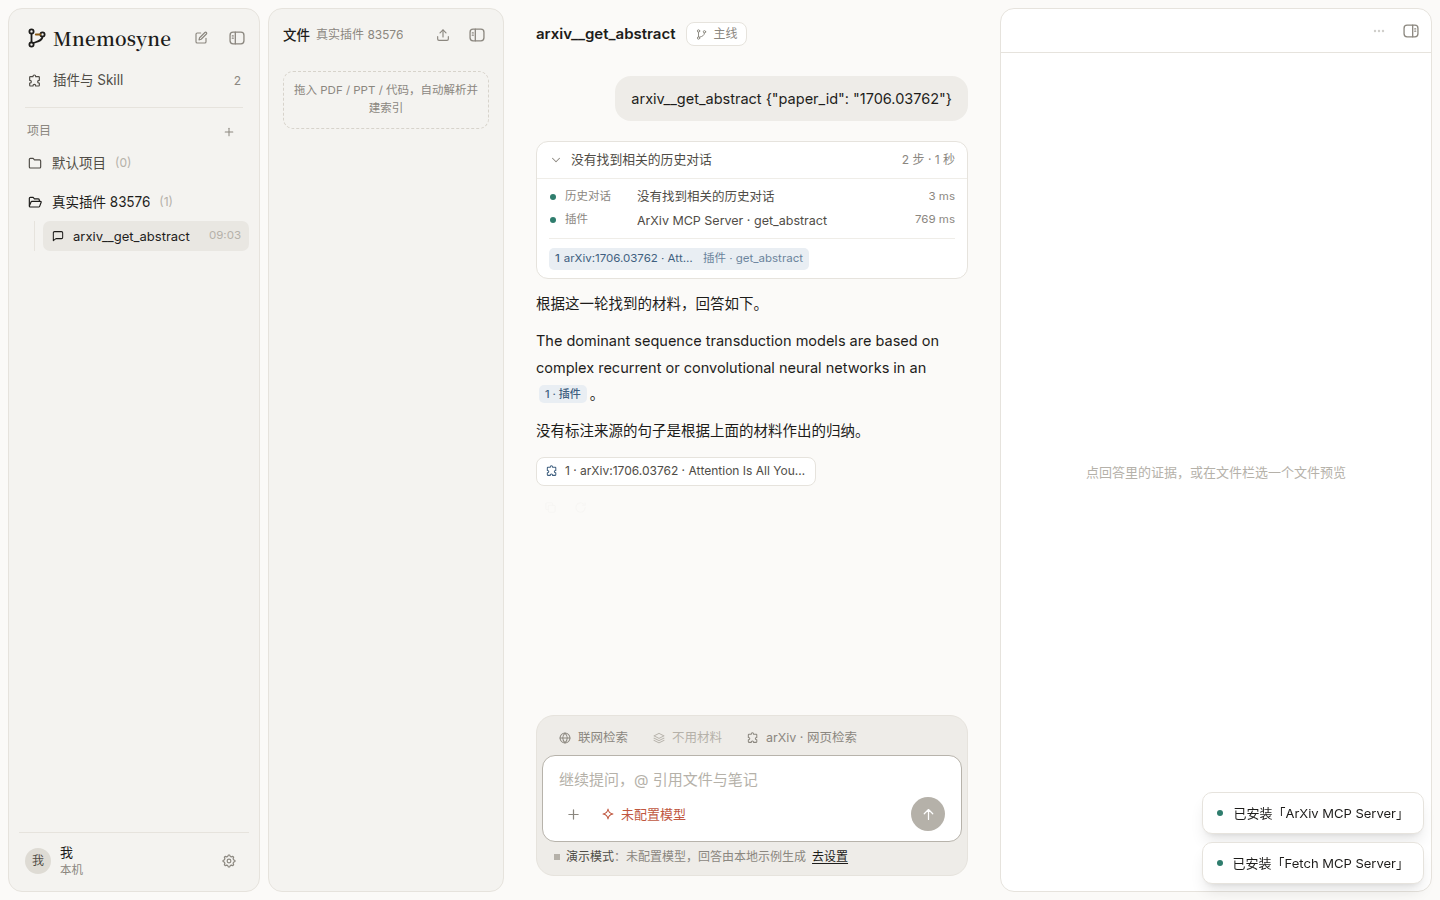 Mnemosyne
插件与 Skill 2
项目
默认项目 (0)
真实插件 83576 (1)
arxiv__get_abstract 09:03
我 我
本机
文件 真实插件 83576
拖入 PDF / PPT / 代码，自动解析并
建索引
arxiv__get_abstract 主线
arxiv__get_abstract {"paper_id": "1706.03762"}
没有找到相关的历史对话 2 步 · 1 秒
历史对话 没有找到相关的历史对话 3 ms
插件 ArXiv MCP Server · get_abstract 769 ms
1 arXiv:1706.03762 · Att... 插件 · get_abstract
根据这一轮找到的材料，回答如下。
The dominant sequence transduction models are based on
complex recurrent or convolutional neural networks in an
1 · 插件 。
没有标注来源的句子是根据上面的材料作出的归纳。
1 · arXiv:1706.03762 · Attention Is All You...
联网检索 不用材料 arXiv · 网页检索
继续提问，@ 引用文件与笔记
未配置模型
演示模式：未配置模型，回答由本地示例生成 去设置
点回答里的证据，或在文件栏选一个文件预览
已安装「ArXiv MCP Server」
已安装「Fetch MCP Server」